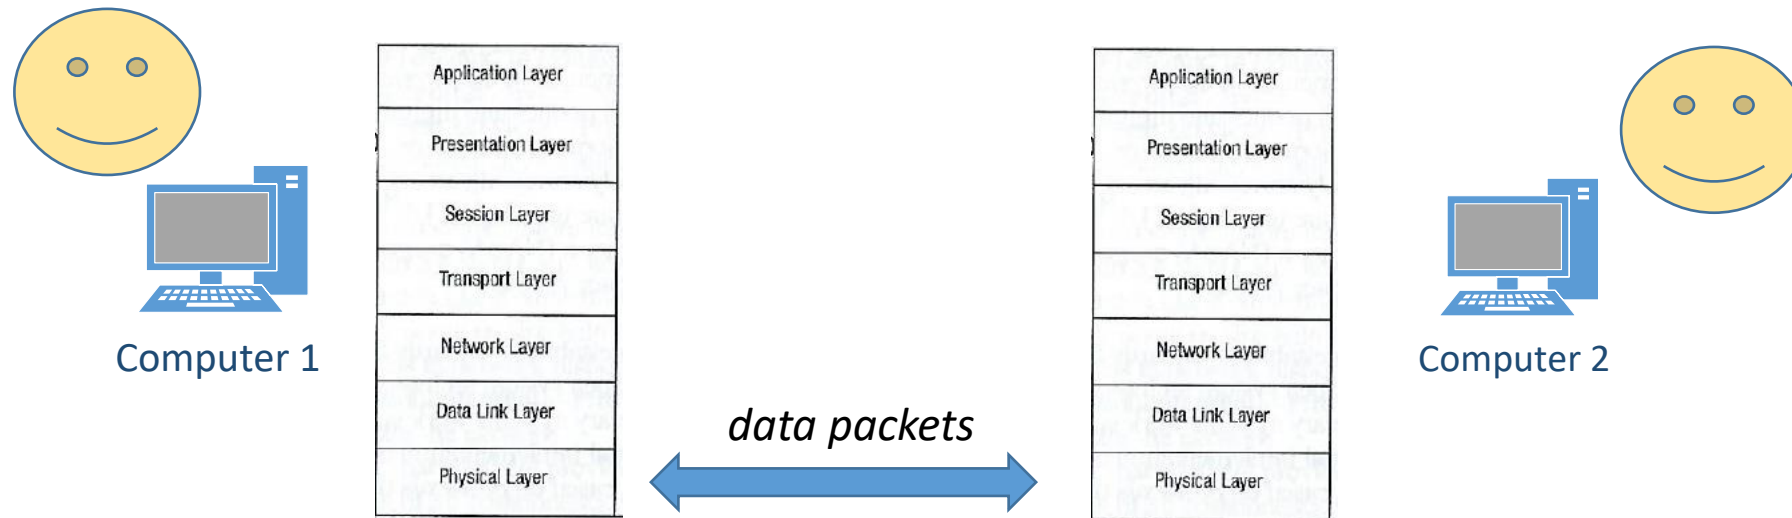 Application Layer
Presentation Layer
Session Layer
Transport Layer
Network Layer
Data Link Layer
Physical Layer
Computer 1
data packets
Application Layer
Presentation Layer
Session Layer
Transport Layer
Network Layer
Data Link Layer
Physical Layer
Computer 2